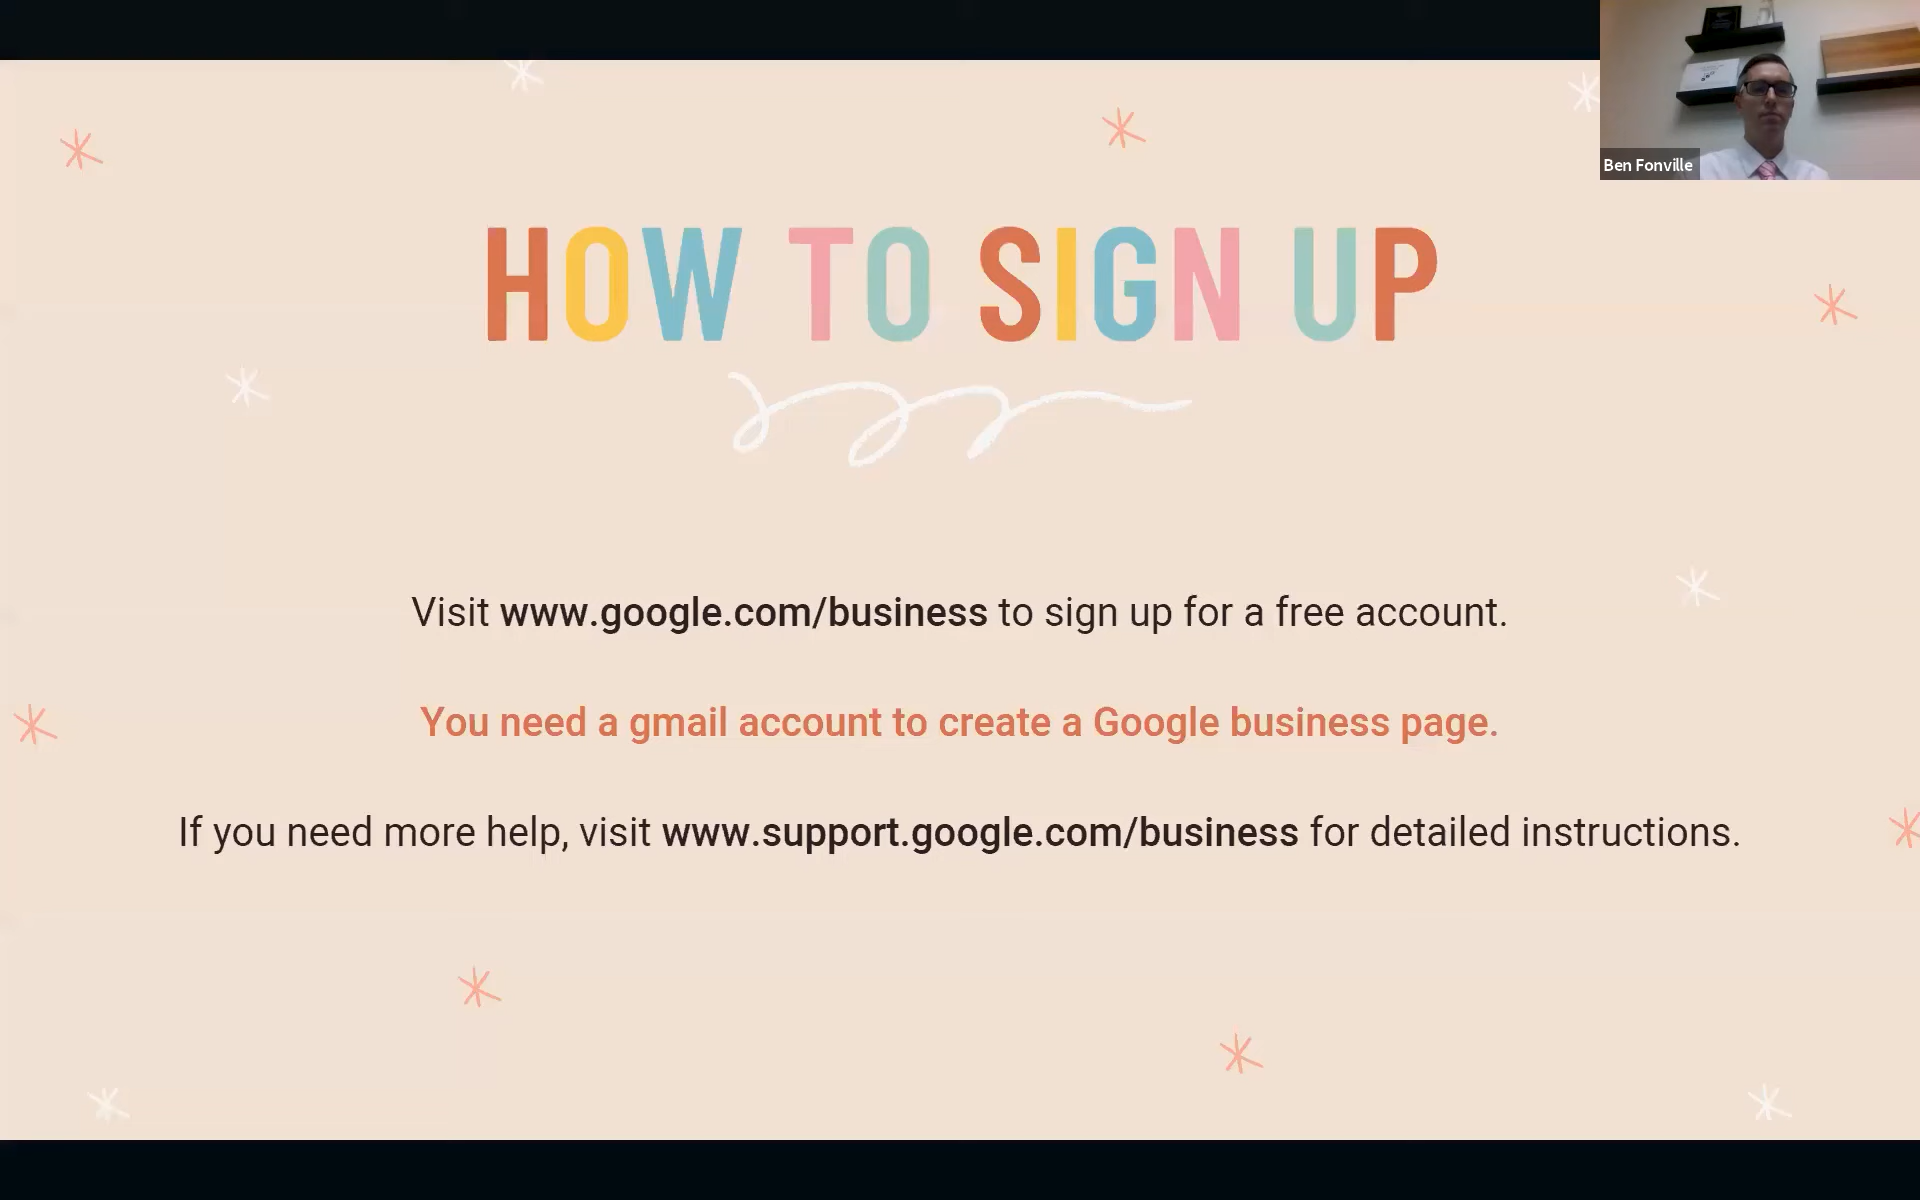 Ben Fonville
HOW TO SIGN UP
Visit www.google.com/business to sign up for a free account.
You need a gmail account to create a Google business page.
If you need more help, visit www.support.google.com/business for detailed instructions.